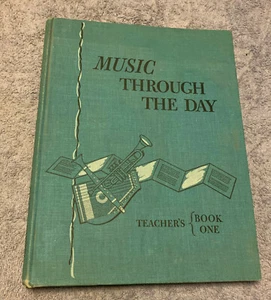 MUSIC
THROUGH
THE DAY
TEACHER'S { BOOK
ONE